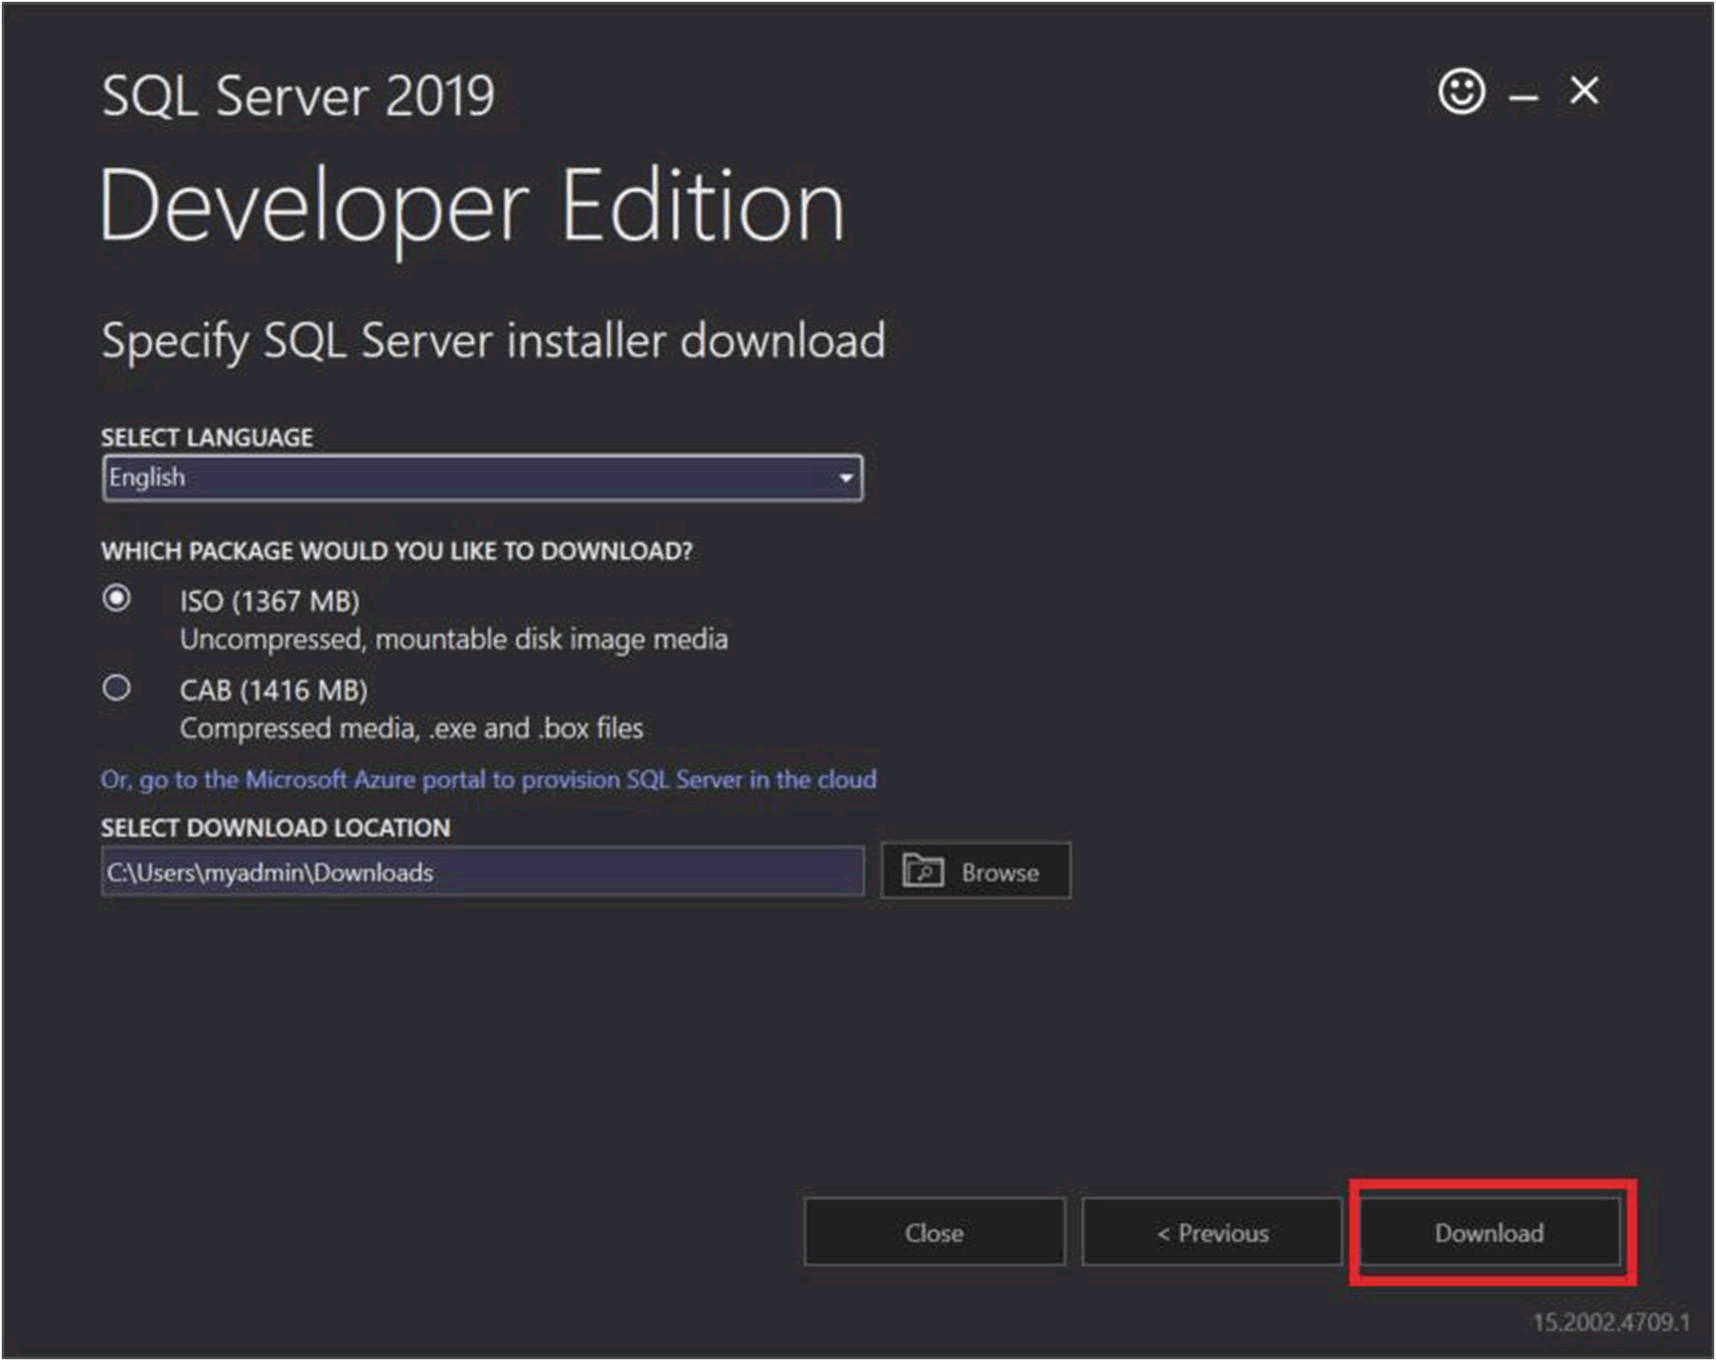 SQL Server 2019
Developer Edition
Specify SQL Server installer download
SELECT LANGUAGE
English
WHICH PACKAGE WOULD YOU LIKE TO DOWNLOAD?
ISO (1367 MB)
Uncompressed, mountable disk image media
CAB (1416 MB)
Compressed media, .exe and .box files
Or, go to the Microsoft Azure portal to provision SQL Server in the cloud
SELECT DOWNLOAD LOCATION
C:\Users\myadmin\Downloads
Browse
Close
< Previous
Download
15.2002.4709.1